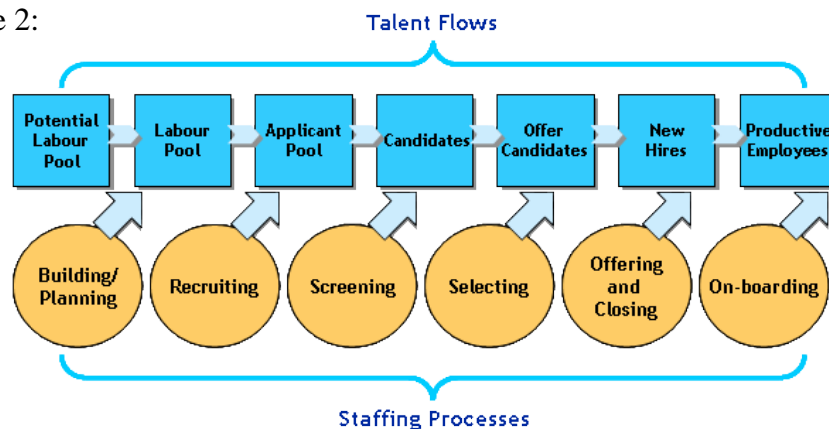 e 2:
Talent Flows
Potential
Labour
Pool
Labour
Pool
Applicant
Pool
Candidates
Offer
Candidates
New
Hires
Productive
Employees
Building/
Planning
Recruiting
Screening
Selecting
Offering
and
Closing
On-boarding
Staffing Processes